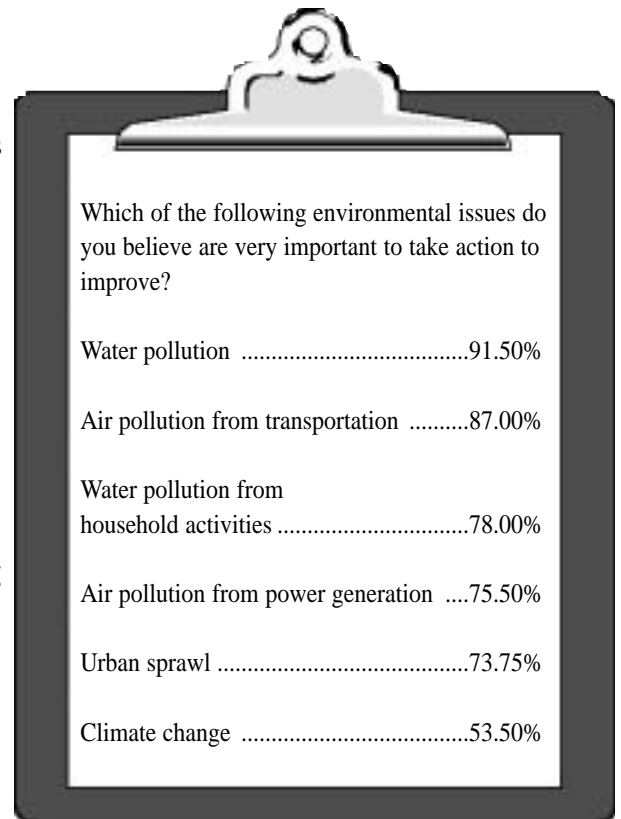 Which of the following environmental issues do
you believe are very important to take action to
improve?
Water pollution ......................................91.50%
Air pollution from transportation ..........87.00%
Water pollution from
household activities ................................78.00%
Air pollution from power generation ....75.50%
Urban sprawl ..........................................73.75%
Climate change ......................................53.50%